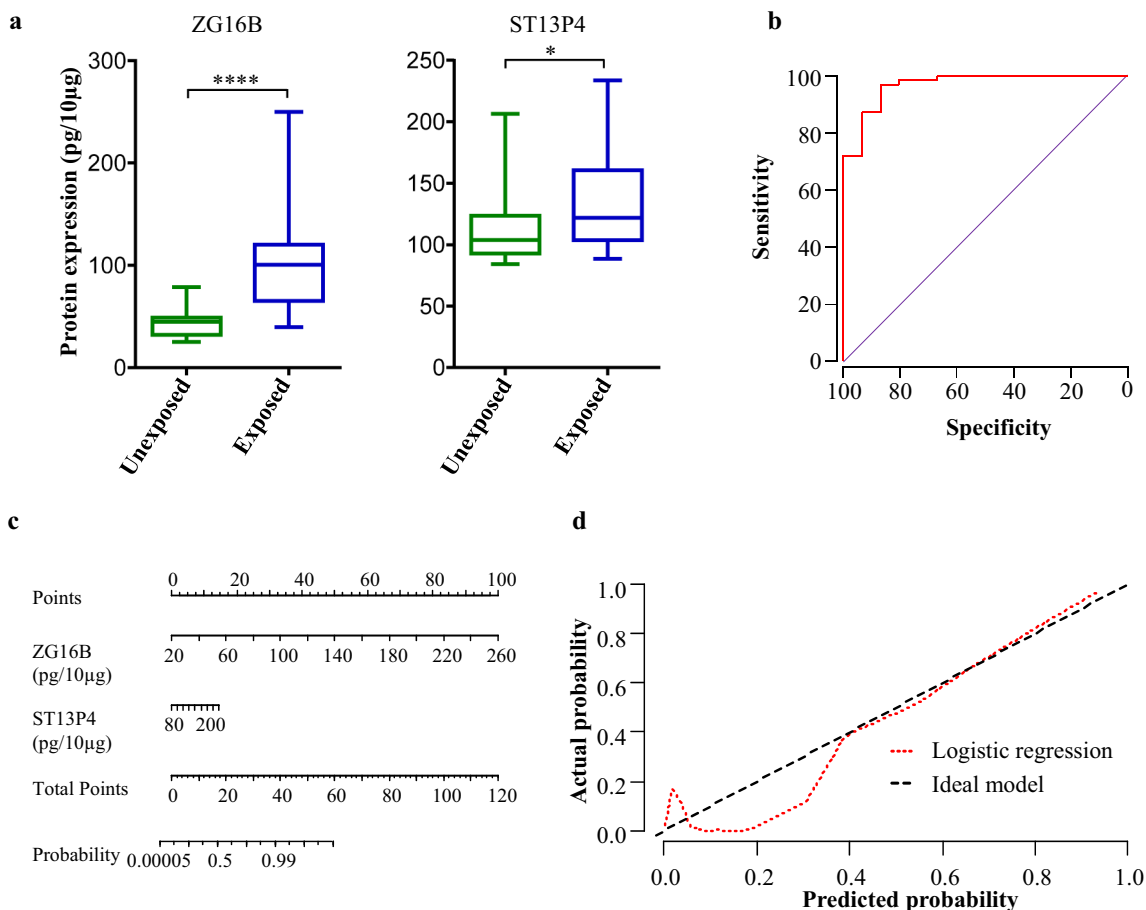 a
ZG16B
ST13P4
b
Protein expression (pg/10μg)
300
200
100
0
****
Unexposed
Exposed
250
200
150
100
50
0
*
Unexposed
Exposed
Sensitivity
100
80
60
40
20
0
100 80 60 40 20 0
Specificity
c
Points
0 20 40 60 80 100
ZG16B
(pg/10μg)
20 60 100 140 180 220 260
ST13P4
(pg/10μg)
80 200
Total Points
0 20 40 60 80 100 120
Probability
0.00005 0.5 0.99
d
Actual probability
1.0
0.8
0.6
0.4
0.2
0.0
Logistic regression
Ideal model
0.0 0.2 0.4 0.6 0.8 1.0
Predicted probability